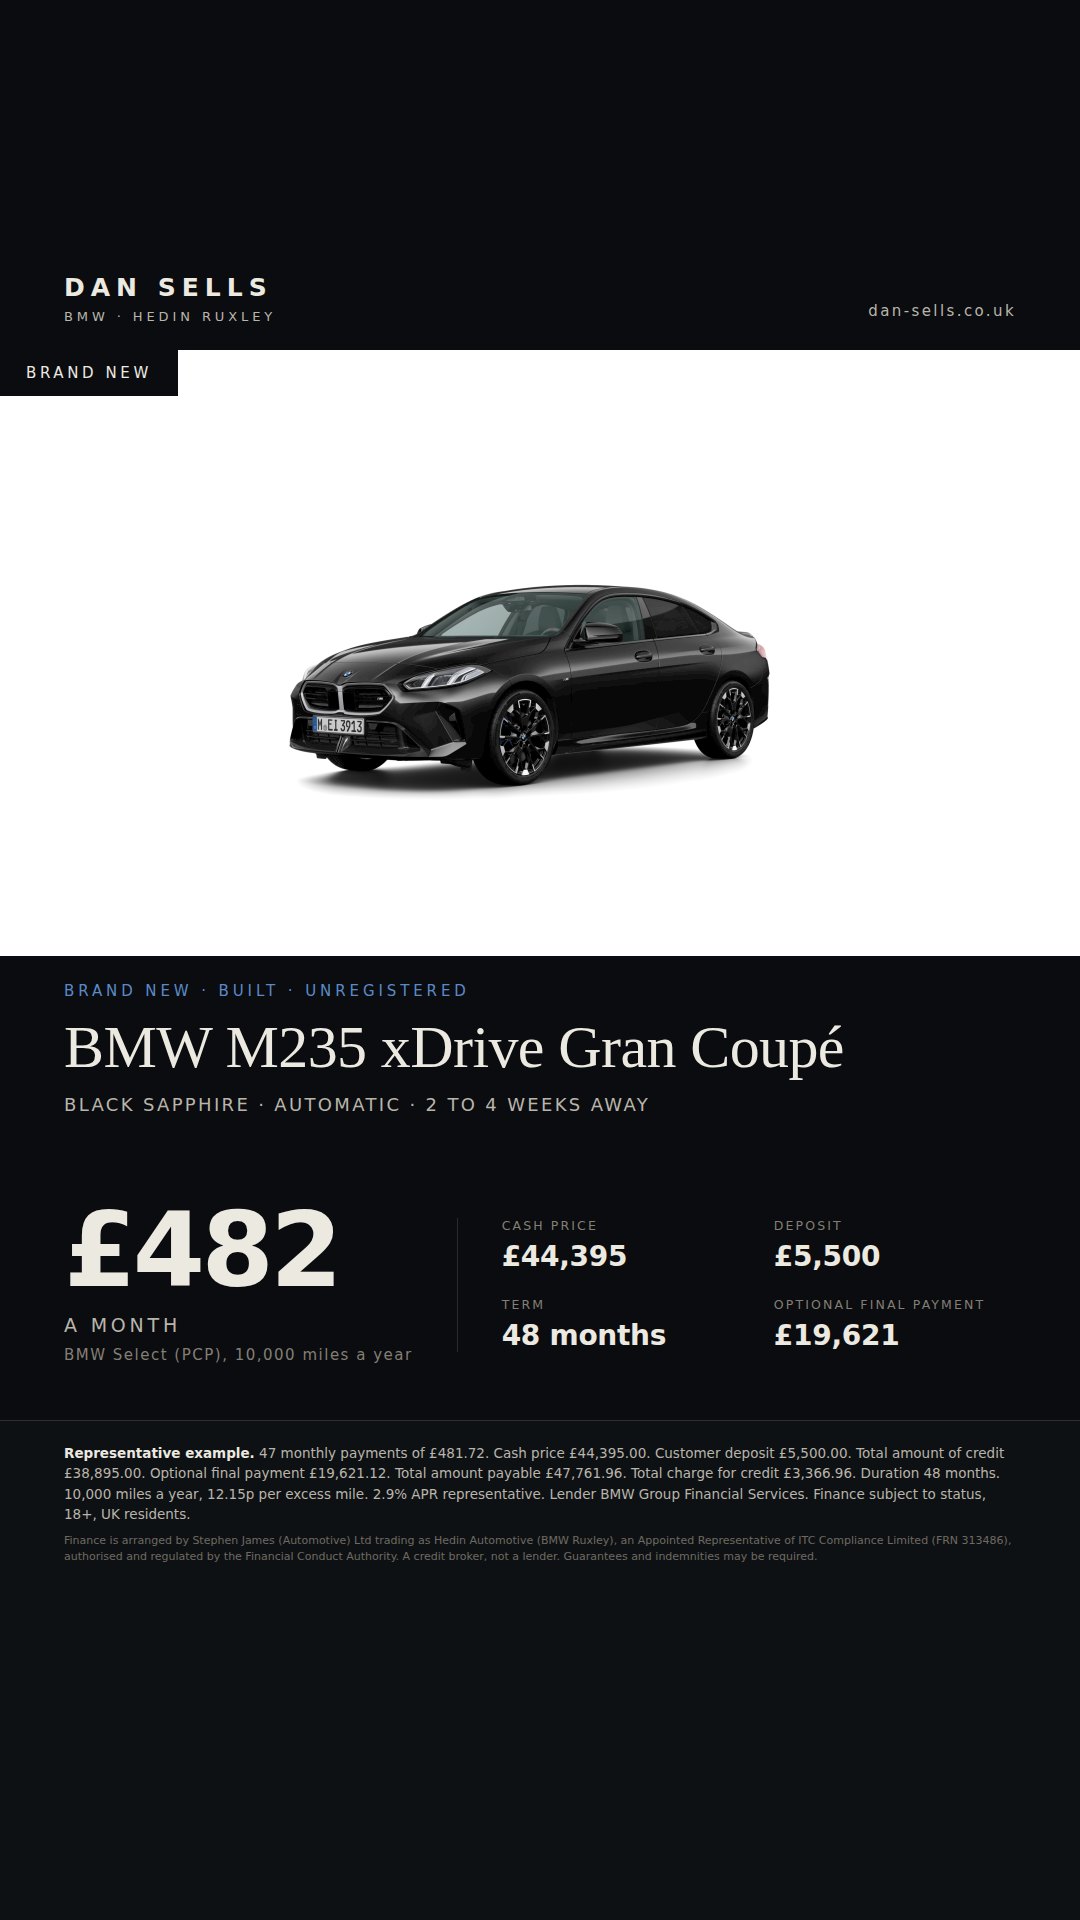 DAN SELLS
BMW · HEDIN RUXLEY
dan-sells.co.uk
BRAND NEW
M EI 3913
BRAND NEW · BUILT · UNREGISTERED
BMW M235 xDrive Gran Coupé
BLACK SAPPHIRE · AUTOMATIC · 2 TO 4 WEEKS AWAY
£482
A MONTH
BMW Select (PCP), 10,000 miles a year
CASH PRICE
£44,395
DEPOSIT
£5,500
TERM
48 months
OPTIONAL FINAL PAYMENT
£19,621
Representative example. 47 monthly payments of £481.72. Cash price £44,395.00. Customer deposit £5,500.00. Total amount of credit
£38,895.00. Optional final payment £19,621.12. Total amount payable £47,761.96. Total charge for credit £3,366.96. Duration 48 months.
10,000 miles a year, 12.15p per excess mile. 2.9% APR representative. Lender BMW Group Financial Services. Finance subject to status,
18+, UK residents.
Finance is arranged by Stephen James (Automotive) Ltd trading as Hedin Automotive (BMW Ruxley), an Appointed Representative of ITC Compliance Limited (FRN 313486),
authorised and regulated by the Financial Conduct Authority. A credit broker, not a lender. Guarantees and indemnities may be required.